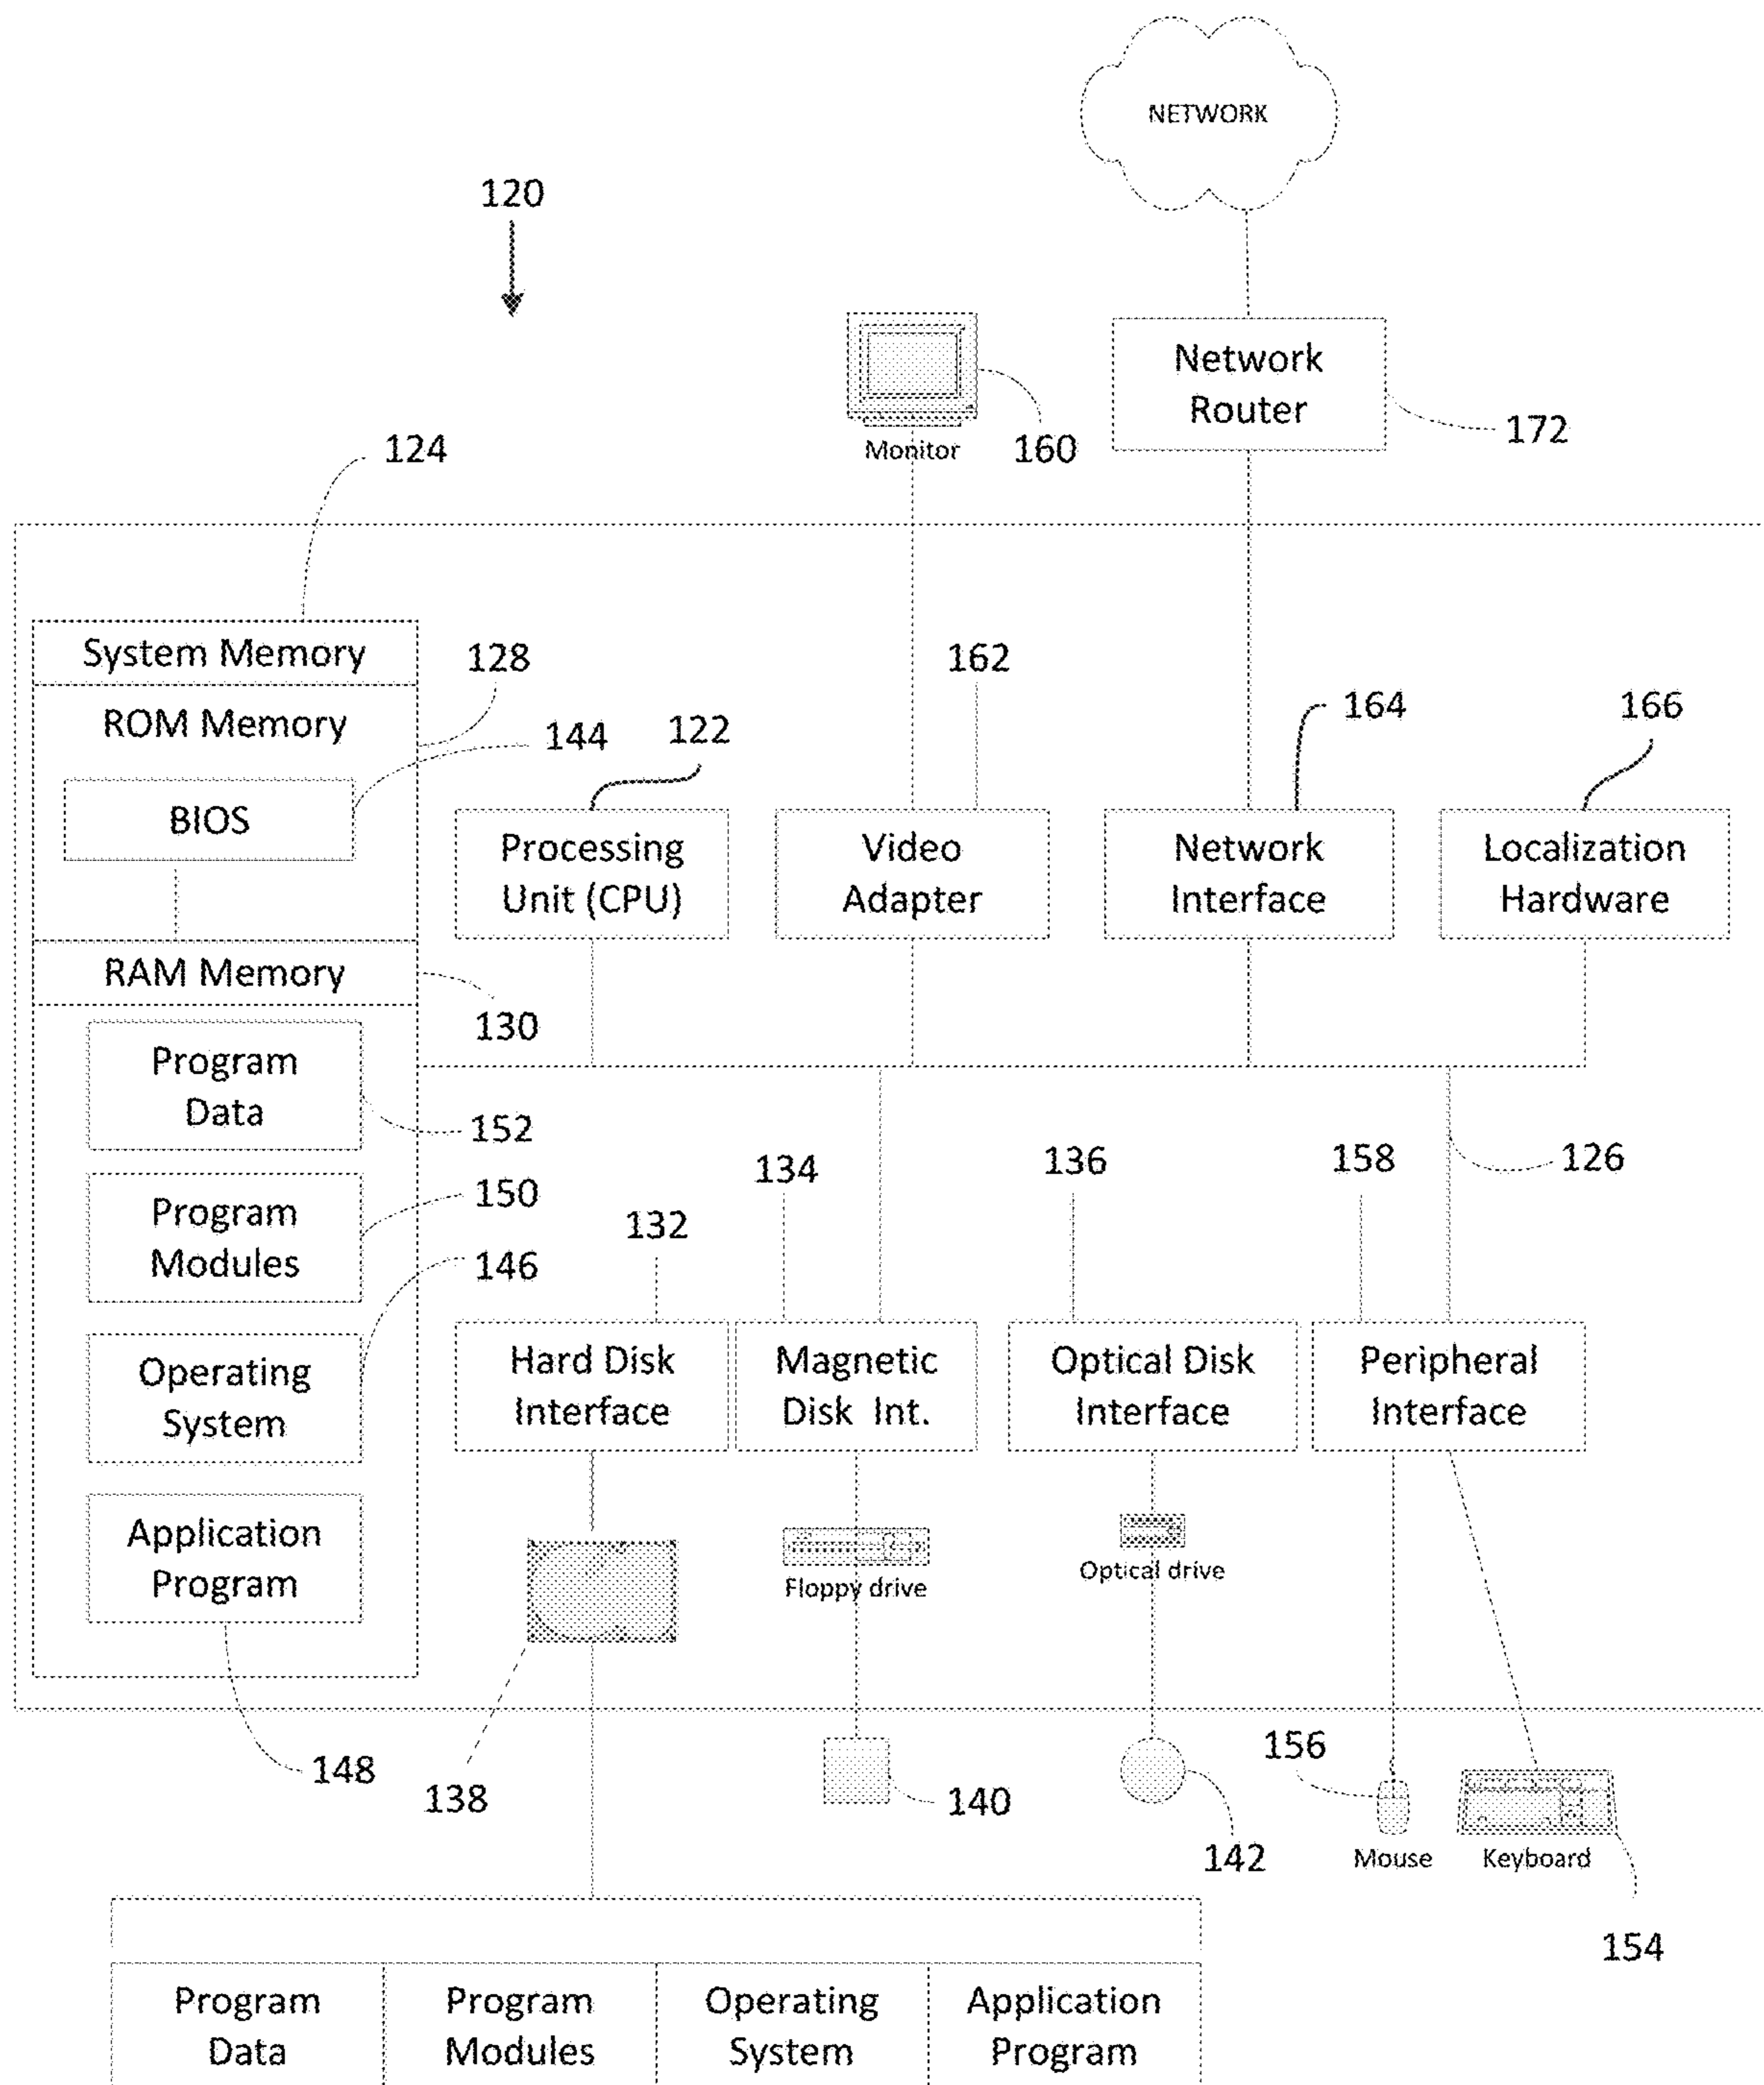 NETWORK
120
Network
Router
172
Monitor
160
124
System Memory
128
162
ROM Memory
144
122
164
166
BIOS
Processing
Unit (CPU)
Video
Adapter
Network
Interface
Localization
Hardware
RAM Memory
130
Program
Data
152
134
136
158
126
Program
Modules
150
132
146
Operating
System
Hard Disk
Interface
Magnetic
Disk Int.
Optical Disk
Interface
Peripheral
Interface
Application
Program
Floppy drive
Optical drive
148
138
140
142
156
Mouse
Keyboard
154
Program
Data
Program
Modules
Operating
System
Application
Program